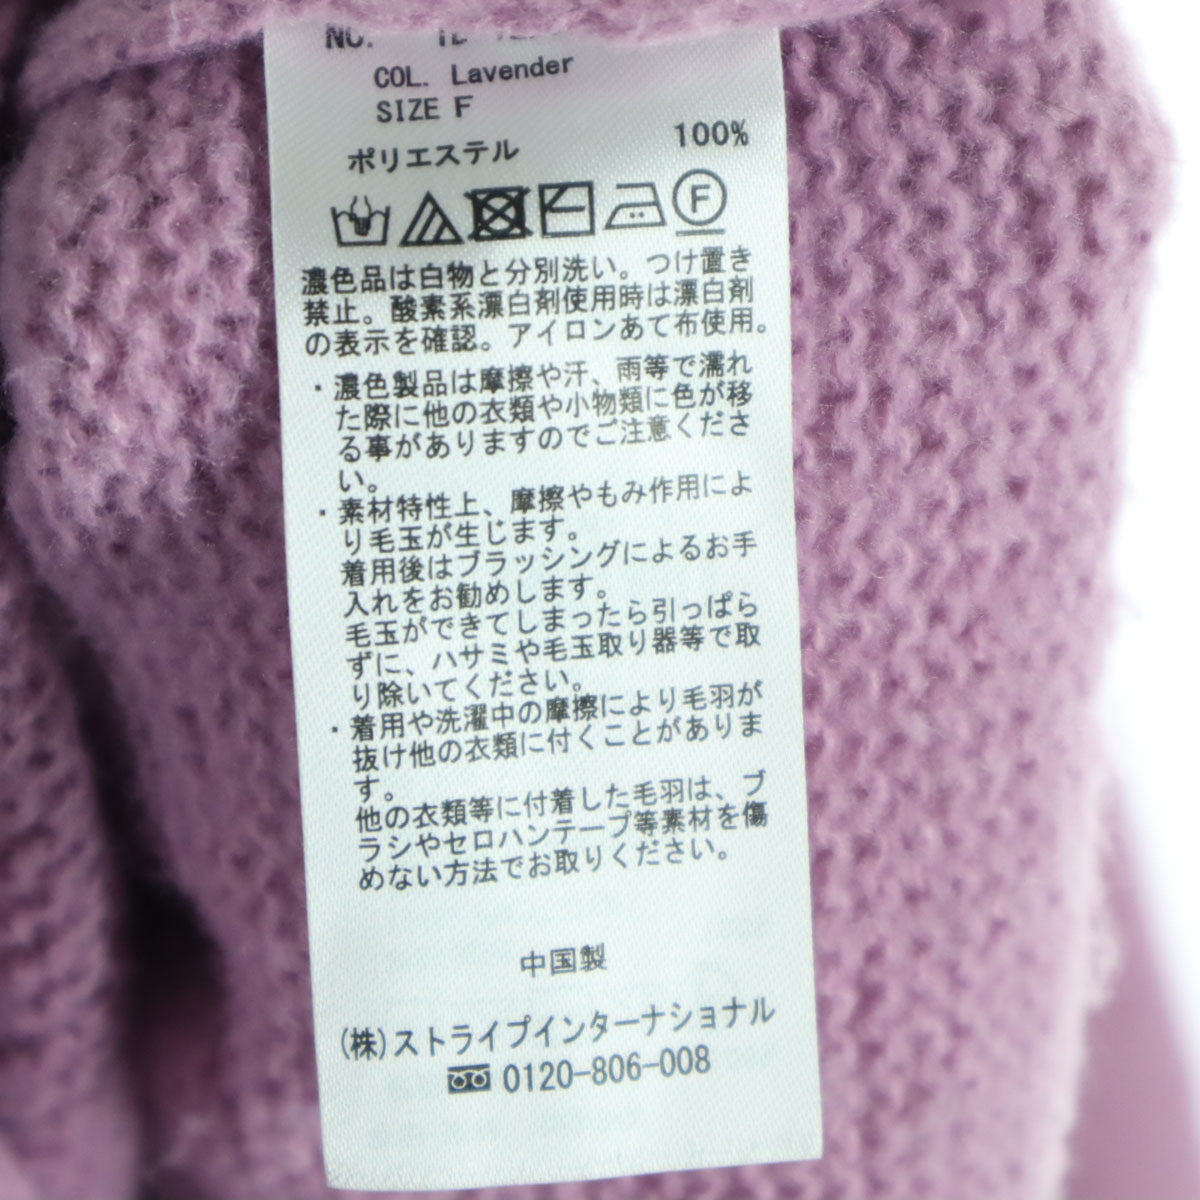 NO.
COL. Lavender
SIZE F
ポリエステル 100%
F
濃色品は白物と分別洗い。つけ置き
禁止。酸素系漂白剤使用時は漂白剤
の表示を確認。アイロンあて布使用。
・濃色製品は摩擦や汗、雨等で濡れ
た際に他の衣類や小物類に色が移
る事がありますのでご注意くださ
い。
・素材特性上、摩擦やもみ作用によ
り毛玉が生じます。
着用後はブラッシングによるお手
入れをお勧めします。
毛玉ができてしまったら引っぱら
ずに、ハサミや毛玉取り器等で取
り除いてください。
・着用や洗濯中の摩擦により毛羽が
抜け他の衣類に付くことがありま
す。
他の衣類等に付着した毛羽は、ブ
ラシやセロハンテープ等素材を傷
めない方法でお取りください。
中国製
(株)ストライプインターナショナル
0120-806-008